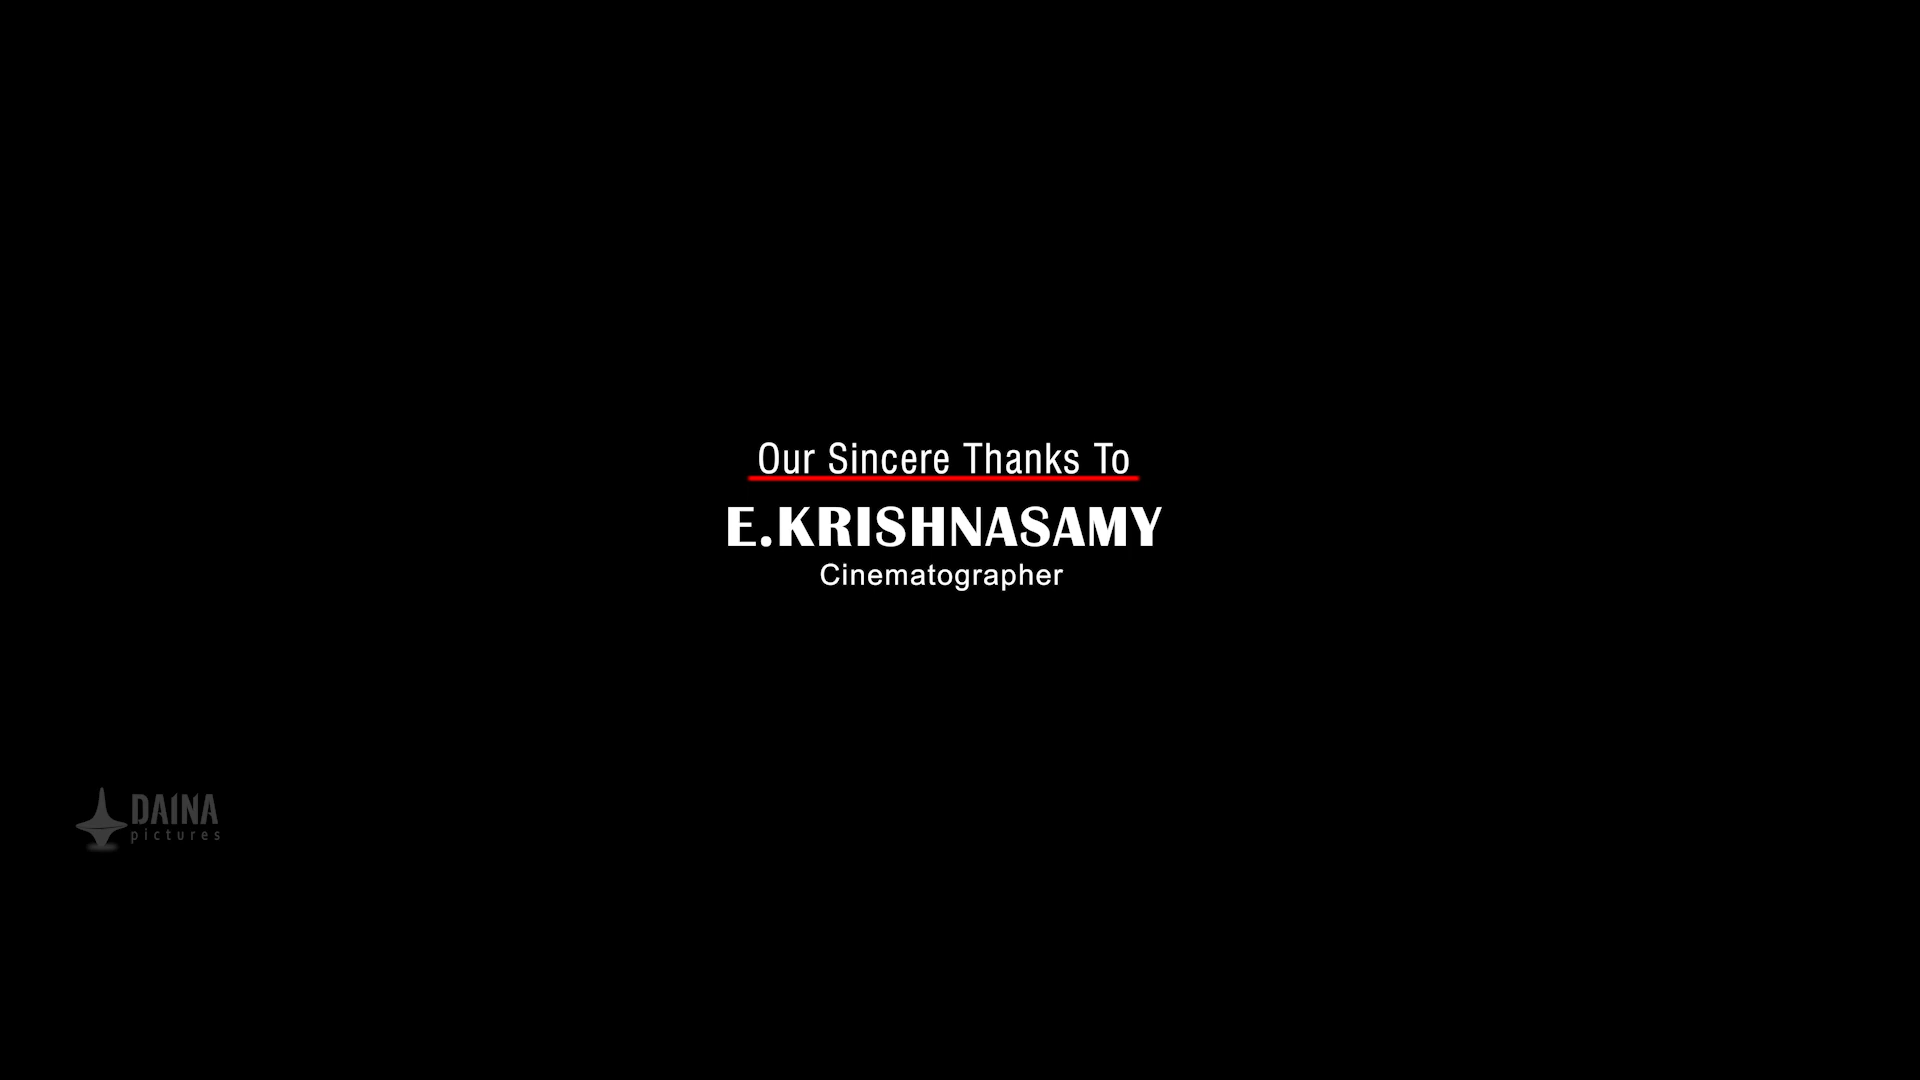 Our Sincere Thanks To
E.KRISHNASAMY
Cinematographer
DAINA
pictures